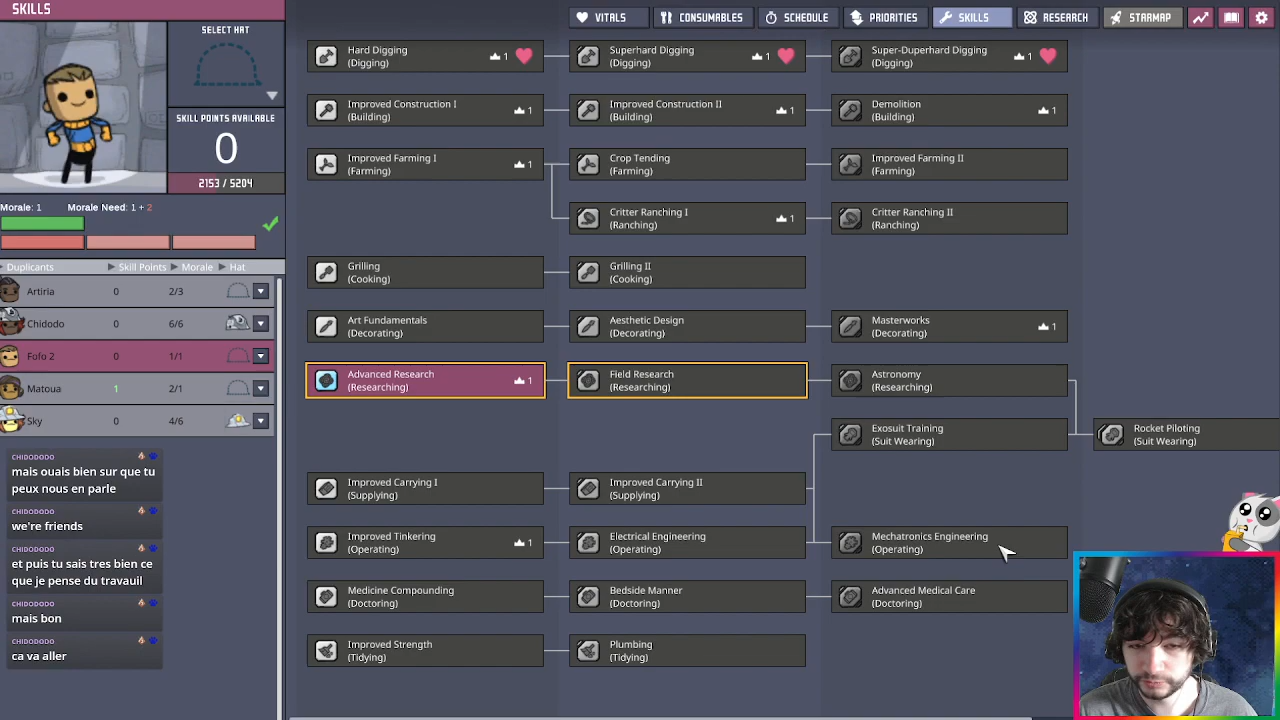 SKILLS
VITALS
CONSUMABLES
SCHEDULE
PRIORITIES
SKILLS
RESEARCH
STARMAP
SELECT HAT
SKILL POINTS AVAILABLE
0
2153 / 5204
Morale: 1
Morale Need: 1 + 2
Duplicants
Skill Points
Morale
Hat
Artiria 0 2/3
Chidodo 0 6/6
Fofo 2 0 1/1
Matoua 1 2/1
Sky 0 4/6
CHIDODODO
mais ouais bien sur que tu
peux nous en parle
CHIDODODO
we're friends
CHIDODODO
et puis tu sais tres bien ce
que je pense du travauil
CHIDODODO
mais bon
CHIDODODO
ca va aller
Hard Digging
(Digging)
1
Superhard Digging
(Digging)
1
Super-Duperhard Digging
(Digging)
1
Improved Construction I
(Building)
1
Improved Construction II
(Building)
1
Demolition
(Building)
1
Improved Farming I
(Farming)
1
Crop Tending
(Farming)
Improved Farming II
(Farming)
Critter Ranching I
(Ranching)
1
Critter Ranching II
(Ranching)
Grilling
(Cooking)
Grilling II
(Cooking)
Art Fundamentals
(Decorating)
Aesthetic Design
(Decorating)
Masterworks
(Decorating)
1
Advanced Research
(Researching)
1
Field Research
(Researching)
Astronomy
(Researching)
Exosuit Training
(Suit Wearing)
Rocket Piloting
(Suit Wearing)
Improved Carrying I
(Supplying)
Improved Carrying II
(Supplying)
Improved Tinkering
(Operating)
1
Electrical Engineering
(Operating)
Mechatronics Engineering
(Operating)
Medicine Compounding
(Doctoring)
Bedside Manner
(Doctoring)
Advanced Medical Care
(Doctoring)
Improved Strength
(Tidying)
Plumbing
(Tidying)